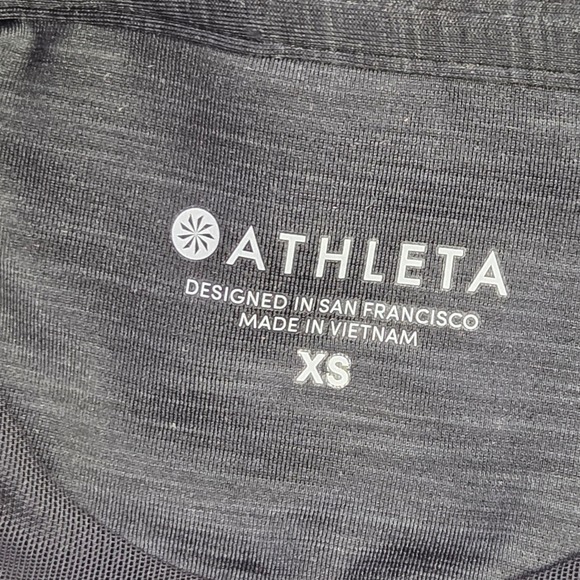 ATHLETA
DESIGNED IN SAN FRANCISCO
MADE IN VIETNAM
XS